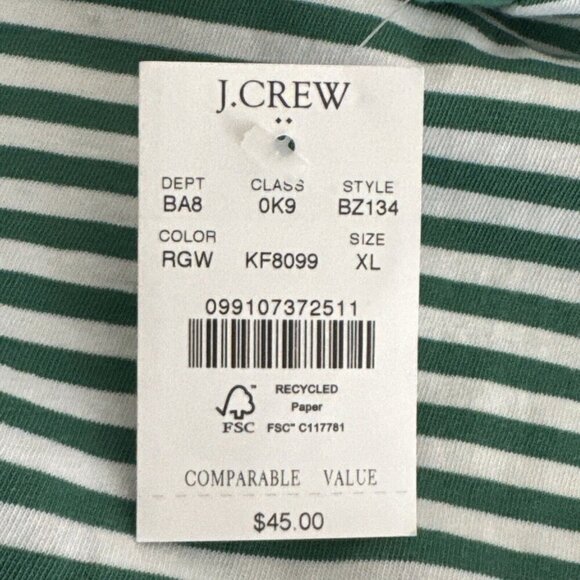 J.CREW
DEPT CLASS STYLE
BA8 0K9 BZ134
COLOR SIZE
RGW KF8099 XL
099107372511
RECYCLED
Paper
FSC™ FSC™ C117781
COMPARABLE VALUE
$45.00